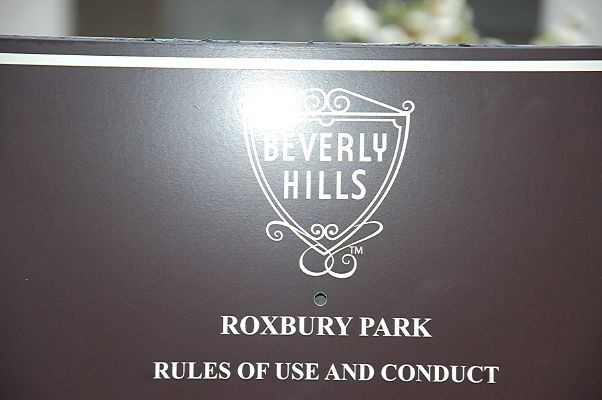 BEVERLY
HILLS
TM
ROXBURY PARK
RULES OF USE AND CONDUCT